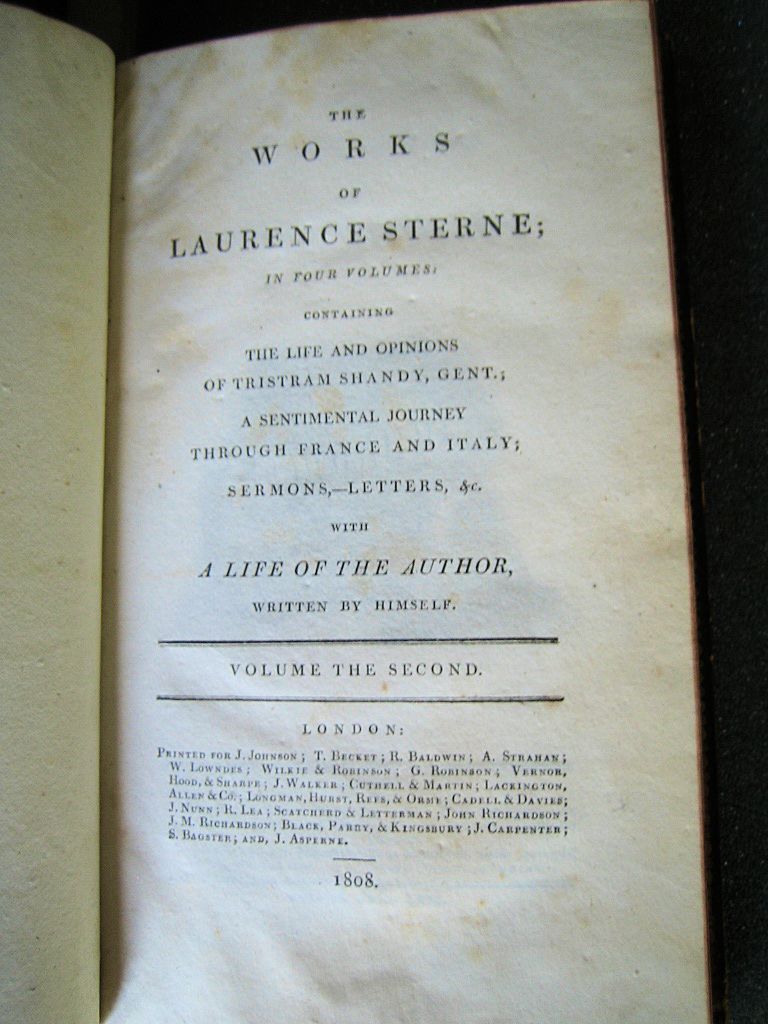 THE
WORKS
OF
LAURENCE STERNE;
IN FOUR VOLUMES:
CONTAINING
THE LIFE AND OPINIONS
OF TRISTRAM SHANDY, GENT.;
A SENTIMENTAL JOURNEY
THROUGH FRANCE AND ITALY;
SERMONS,—LETTERS, &c.
WITH
A LIFE OF THE AUTHOR,
WRITTEN BY HIMSELF.
VOLUME THE SECOND.
LONDON:
PRINTED FOR J. JOHNSON; T. BECKET; R. BALDWIN; A. STRAHAN;
W. LOWNDES; WILKIE & ROBINSON; G. ROBINSON; VERNOR,
HOOD, & SHARPE; J. WALKER; CUTHELL & MARTIN; LACKINGTON,
ALLEN & CO.; LONGMAN, HURST, REES, & ORME; CADELL & DAVIES;
J. NUNN; R. LEA; SCATCHERD & LETTERMAN; JOHN RICHARDSON;
J. M. RICHARDSON; BLACK, PARRY, & KINGSBURY; J. CARPENTER;
S. BAGSTER; AND, J. ASPERNE.
1808.